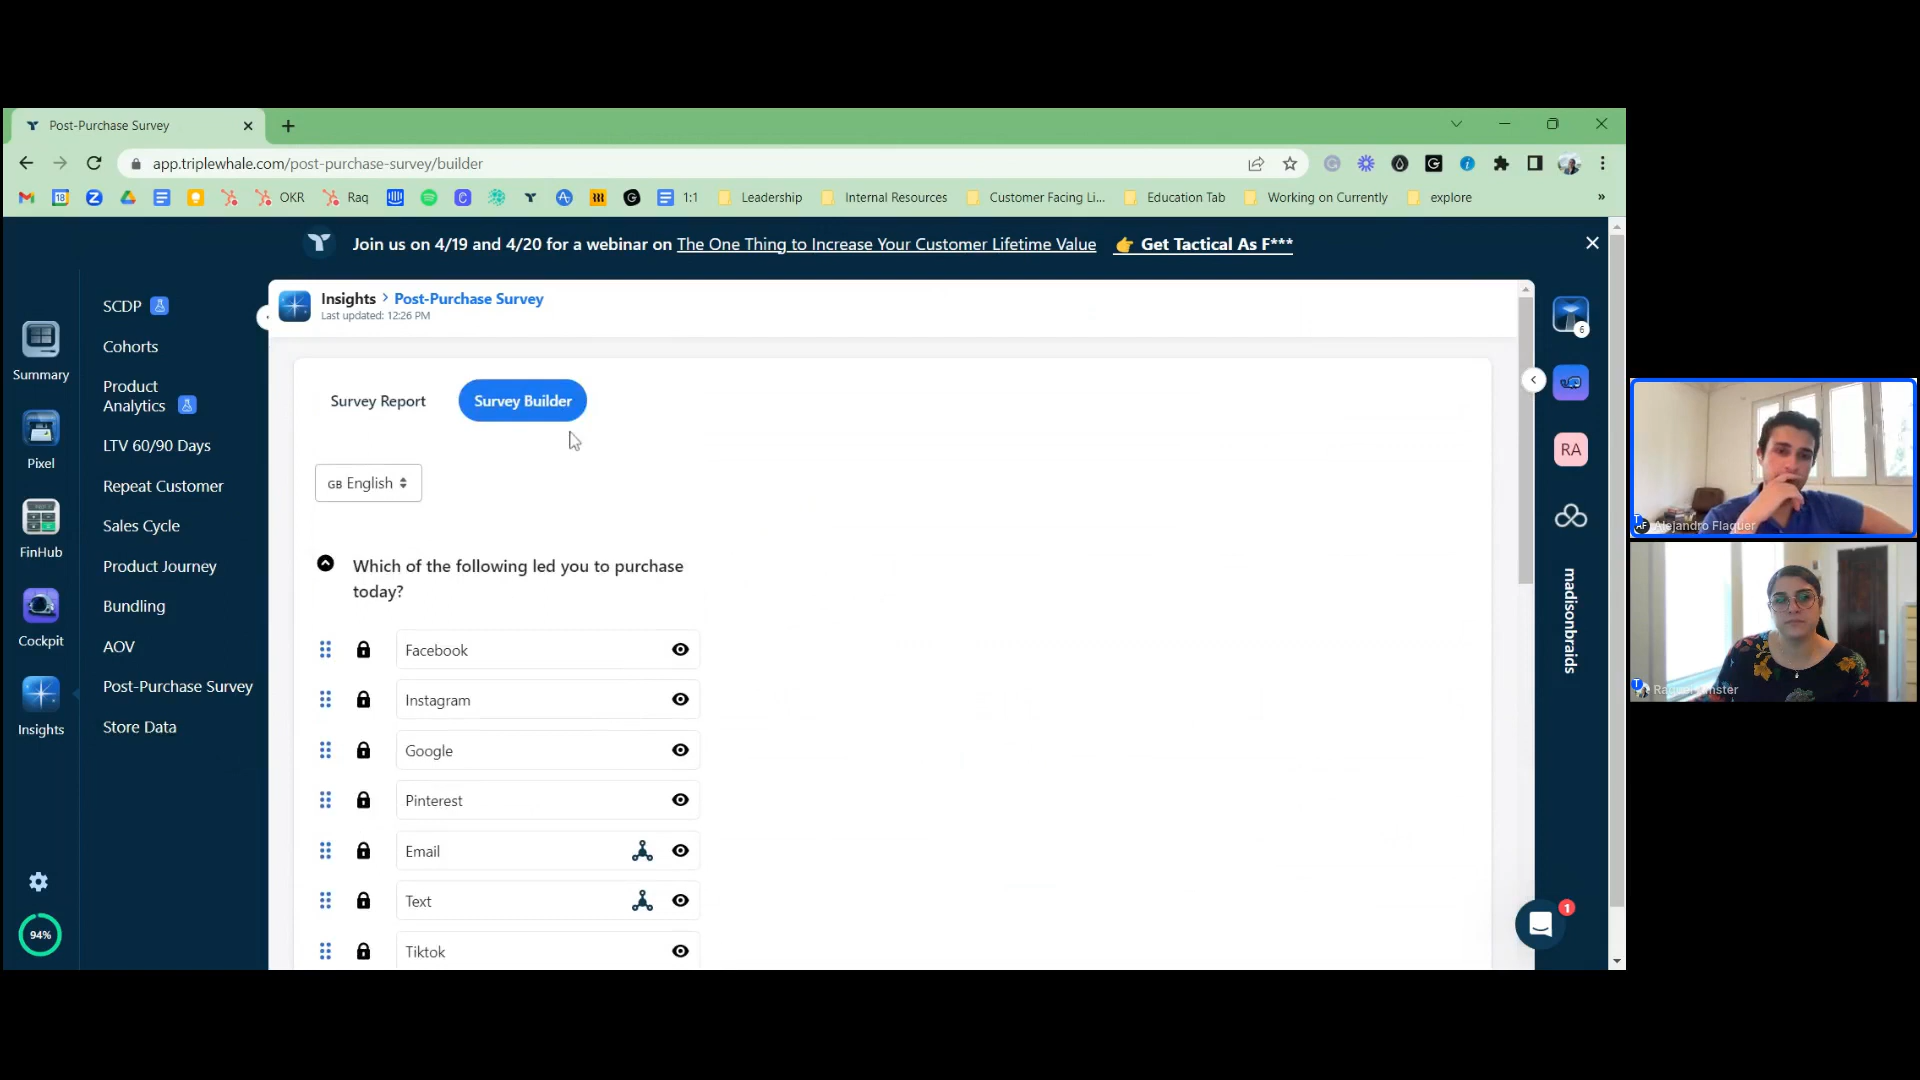 Post-Purchase Survey
app.triplewhale.com/post-purchase-survey/builder
18
OKR
Raq
1:1
Leadership
Internal Resources
Customer Facing Li...
Education Tab
Working on Currently
explore
»
Join us on 4/19 and 4/20 for a webinar on The One Thing to Increase Your Customer Lifetime Value 👉 Get Tactical As F***
Summary
Pixel
FinHub
Cockpit
Insights
94%
SCDP
Cohorts
Product
Analytics
LTV 60/90 Days
Repeat Customer
Sales Cycle
Product Journey
Bundling
AOV
Post-Purchase Survey
Store Data
Insights > Post-Purchase Survey
Last updated: 12:26 PM
Survey Report
Survey Builder
GB English
Which of the following led you to purchase
today?
Facebook
Instagram
Google
Pinterest
Email
Text
Tiktok
6
RA
madisonbraids
1
AF
Alejandro Flaquer